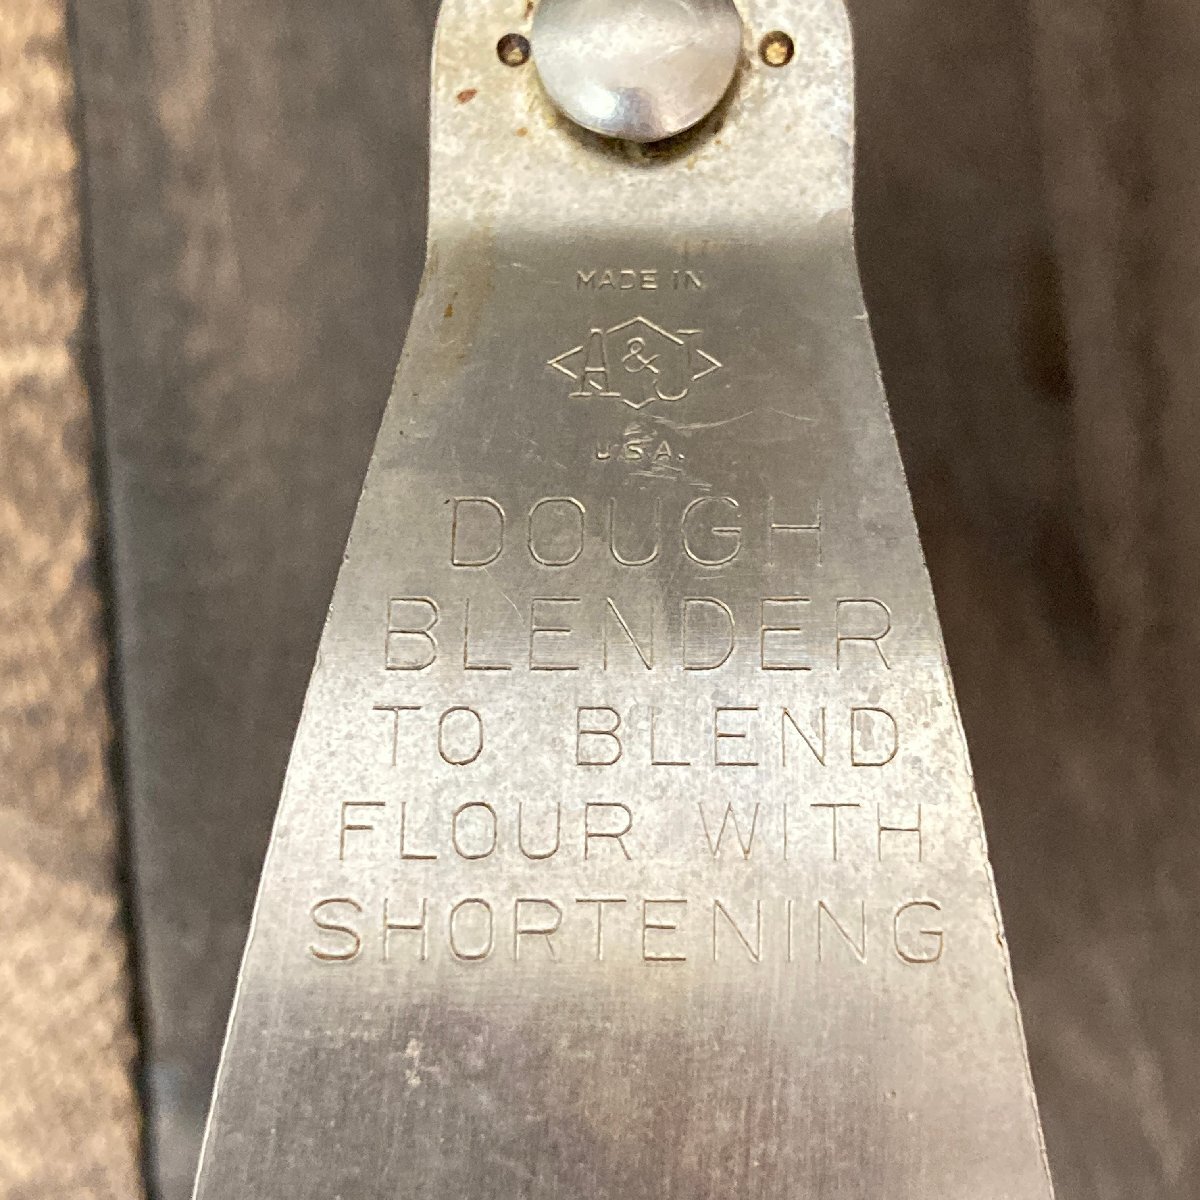 MADE IN
A&J
U.S.A.
DOUGH
BLENDER
TO BLEND
FLOUR WITH
SHORTENING